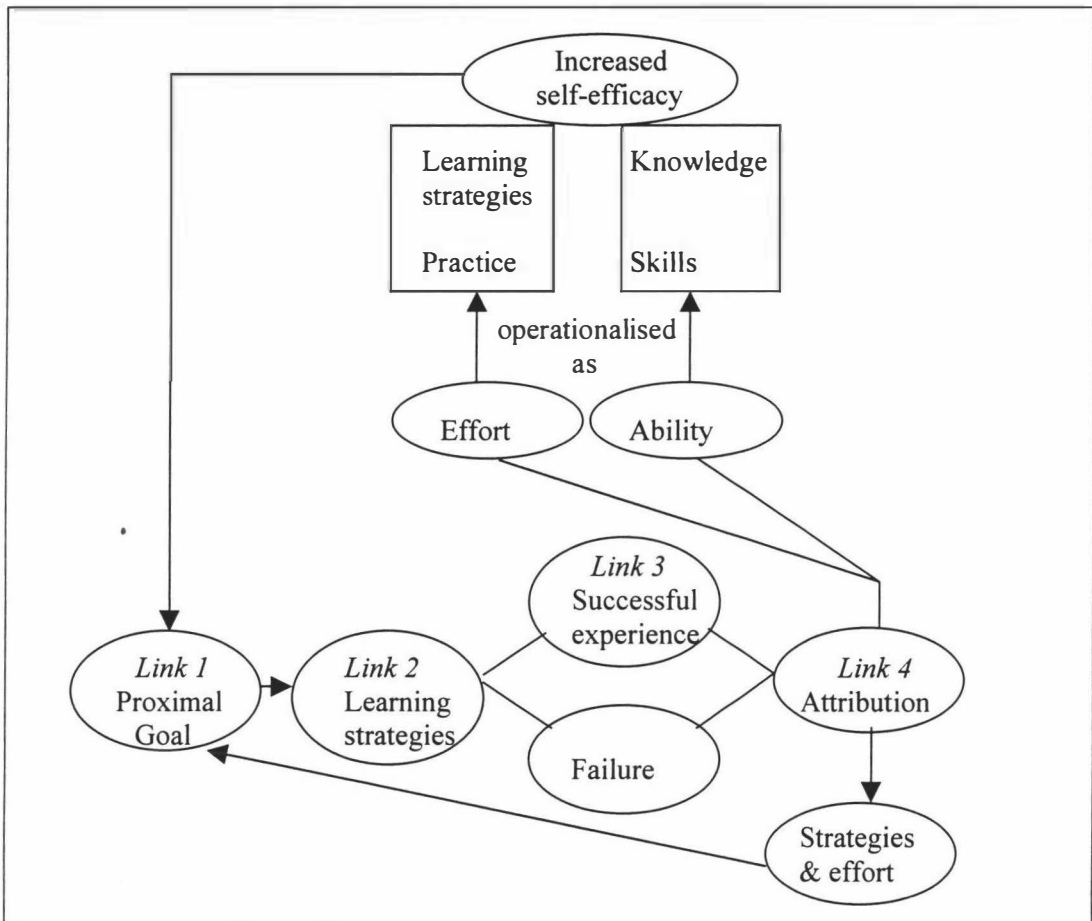 Increased
self-efficacy
Learning
strategies
Practice
Knowledge
Skills
operationalised
as
Effort
Ability
Link 3
Successful
experience
Link 1
Proximal
Goal
Link 2
Learning
strategies
Link 4
Attribution
Failure
Strategies
& effort